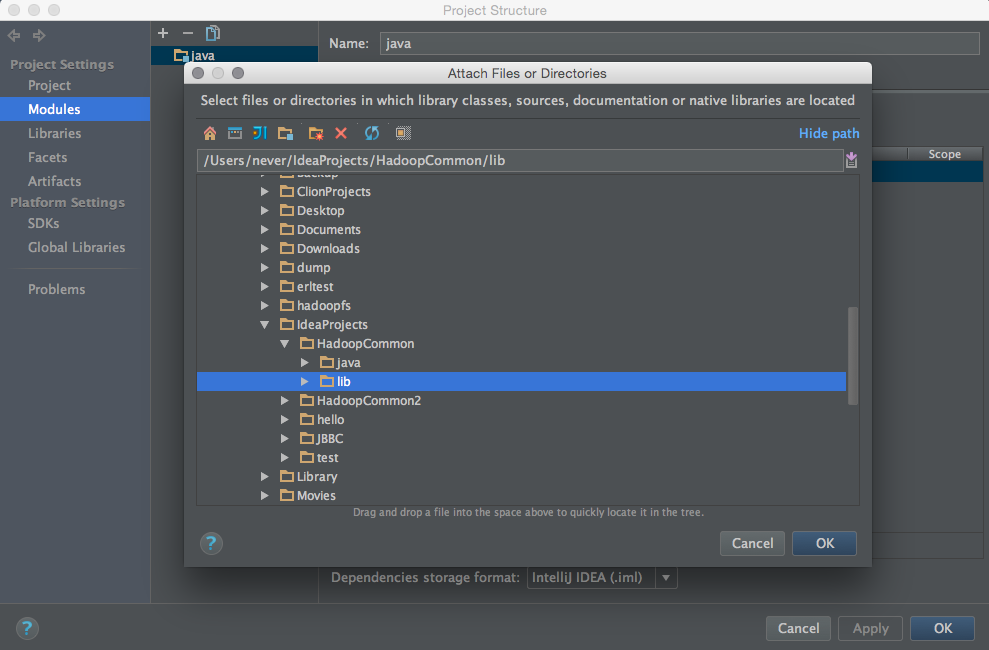 Project Structure
Project Settings
Project
Modules
Libraries
Facets
Artifacts
Platform Settings
SDKs
Global Libraries
Problems
java
Name: java
Scope
Attach Files or Directories
Select files or directories in which library classes, sources, documentation or native libraries are located
Hide path
/Users/never/IdeaProjects/HadoopCommon/lib
Backup
ClionProjects
Desktop
Documents
Downloads
dump
erltest
hadoopfs
IdeaProjects
HadoopCommon
java
lib
HadoopCommon2
hello
JBBC
test
Library
Movies
Drag and drop a file into the space above to quickly locate it in the tree.
? Cancel OK
Dependencies storage format: IntelliJ IDEA (.iml)
? Cancel Apply OK